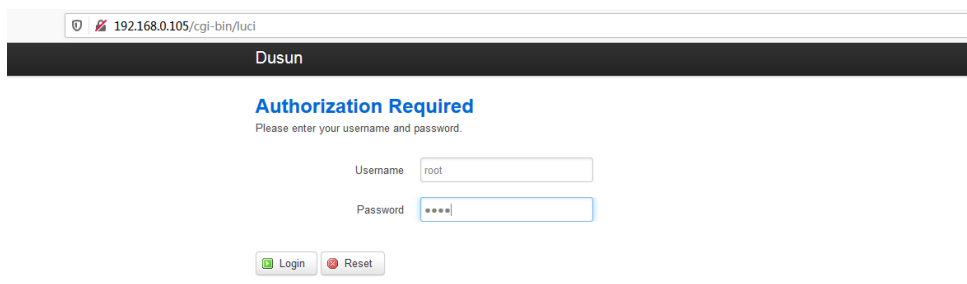 192.168.0.105/cgi-bin/luci
Dusun
Authorization Required
Please enter your username and password.
Username root
Password ••••
Login Reset